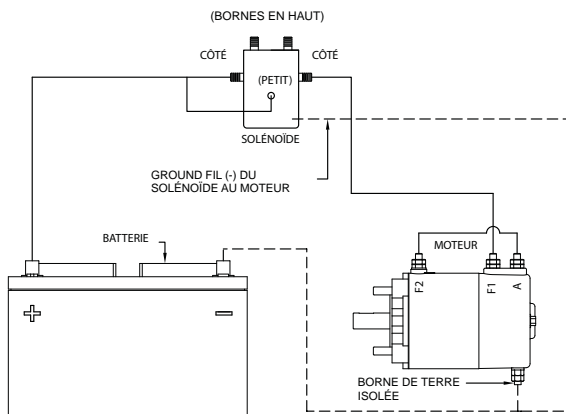 (BORNES EN HAUT)
CÔTÉ
CÔTÉ
(PETIT)
SOLÉNOÏDE
GROUND FIL (-) DU
SOLÉNOÏDE AU MOTEUR
BATTERIE
MOTEUR
F2
F1
A
+
-
BORNE DE TERRE
ISOLÉE